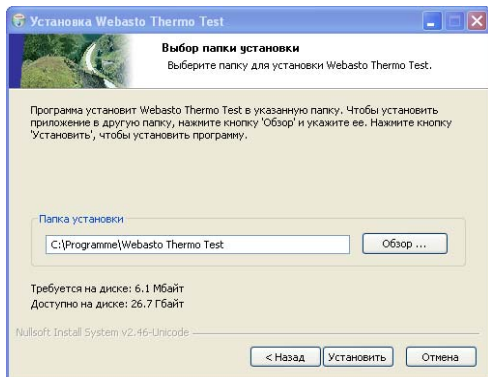 Установка Webasto Thermo Test
Выбор папки установки
Выберите папку для установки Webasto Thermo Test.
Программа установит Webasto Thermo Test в указанную папку. Чтобы установить
приложение в другую папку, нажмите кнопку 'Обзор' и укажите ее. Нажмите кнопку
'Установить', чтобы установить программу.
Папка установки
C:\Programme\Webasto Thermo Test
Обзор ...
Требуется на диске: 6.1 Мбайт
Доступно на диске: 26.7 Гбайт
Nullsoft Install System v2.46-Unicode
< Назад Установить Отмена